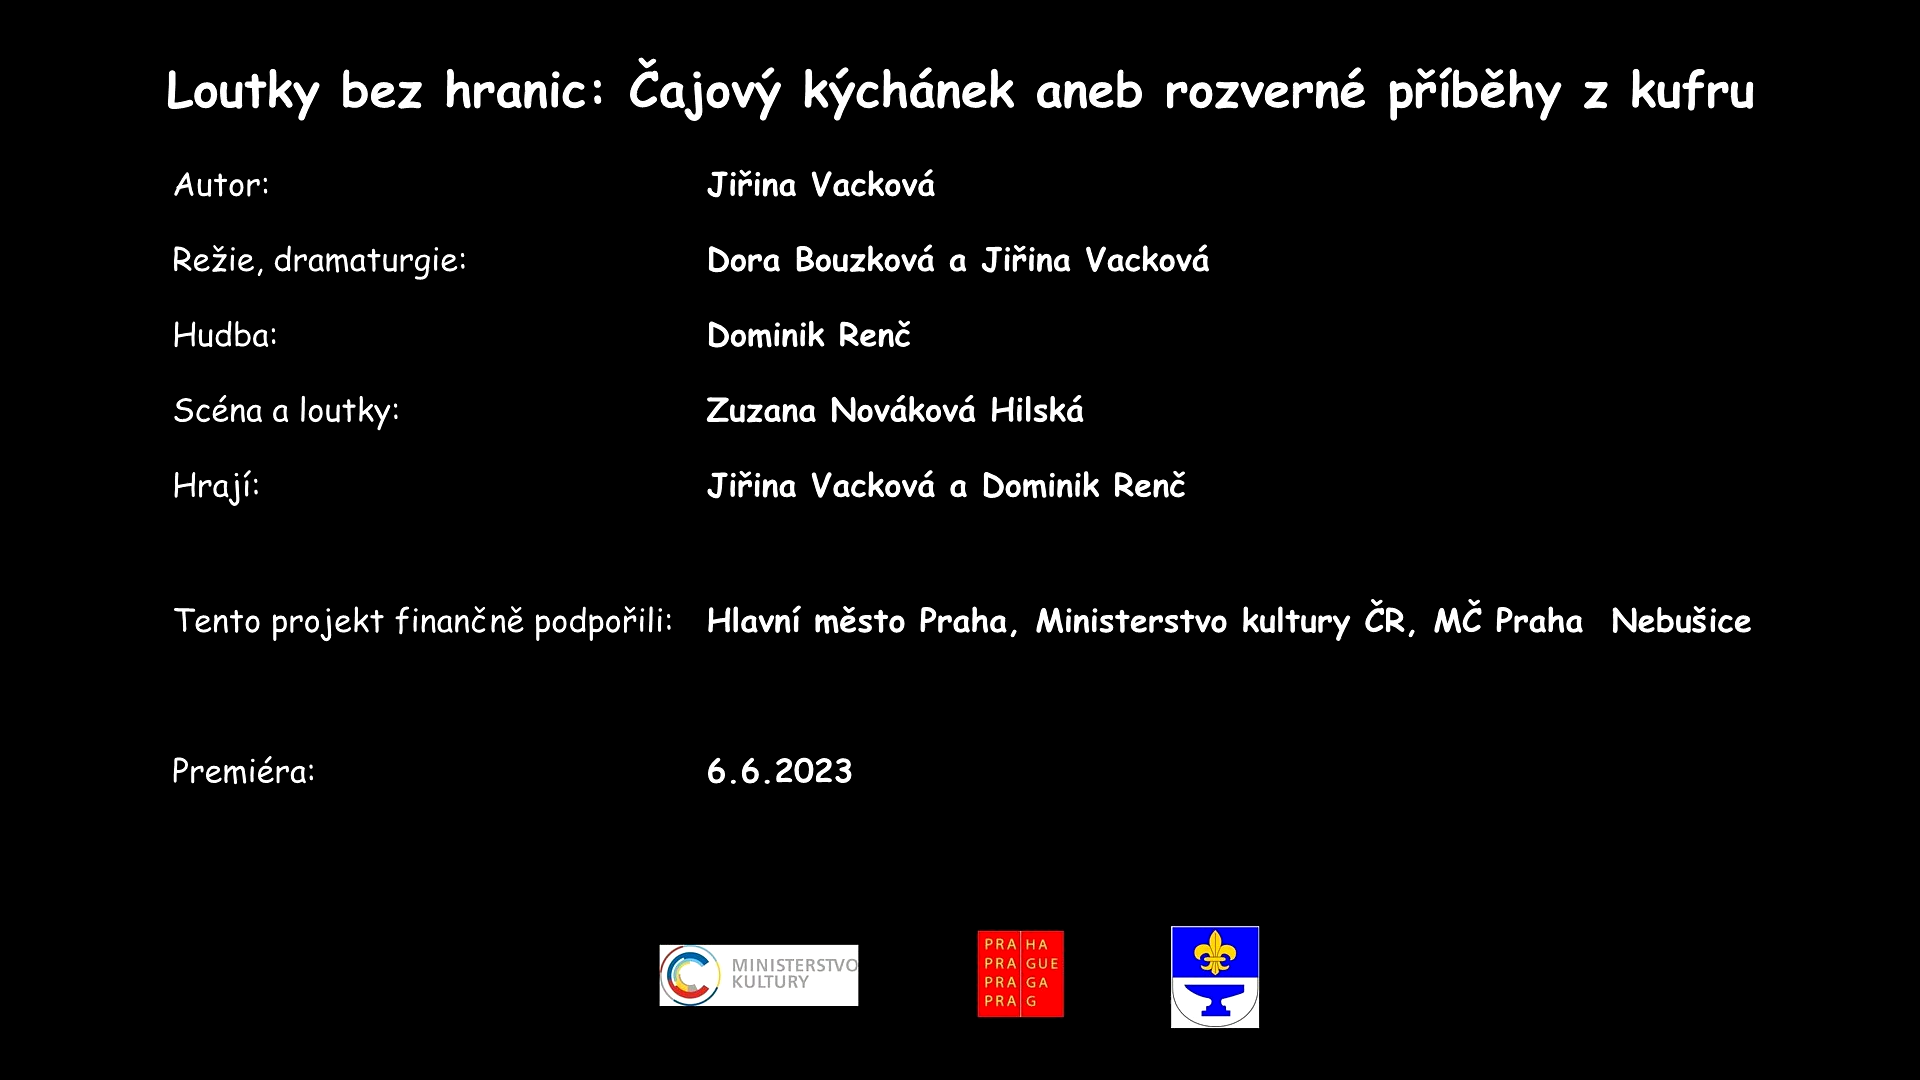 Loutky bez hranic: Čajový kýchánek aneb rozverné příběhy z kufru
Autor: Jiřina Vacková
Režie, dramaturgie: Dora Bouzková a Jiřina Vacková
Hudba: Dominik Renč
Scéna a loutky: Zuzana Nováková Hilská
Hrají: Jiřina Vacková a Dominik Renč
Tento projekt finančně podpořili: Hlavní město Praha, Ministerstvo kultury ČR, MČ Praha  Nebušice
Premiéra: 6.6.2023
MINISTERSTVO
KULTURY
PRA HA
PRA GUE
PRA GA
PRA G